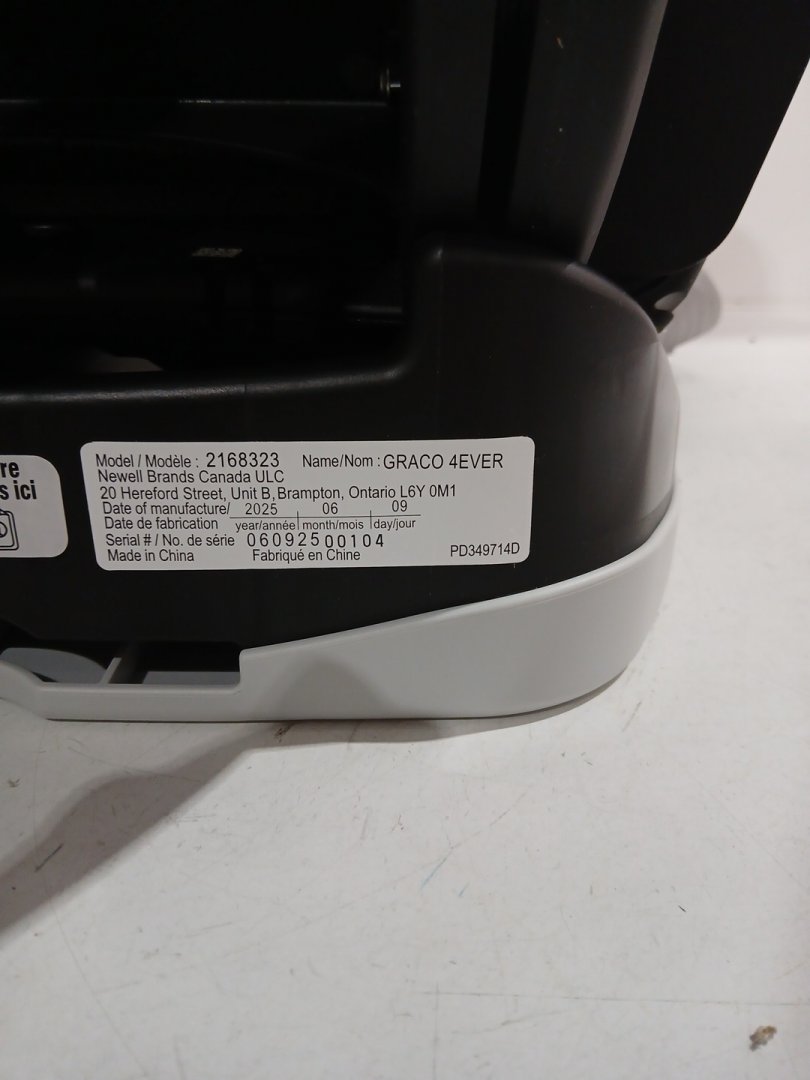 re
s ici
Model / Modèle : 2168323 Name/Nom : GRACO 4EVER
Newell Brands Canada ULC
20 Hereford Street, Unit B, Brampton, Ontario L6Y 0M1
Date of manufacture/ 2025 06 09
Date de fabrication year/année month/mois day/jour
Serial # / No. de série 06092500104
Made in China Fabriqué en Chine PD349714D